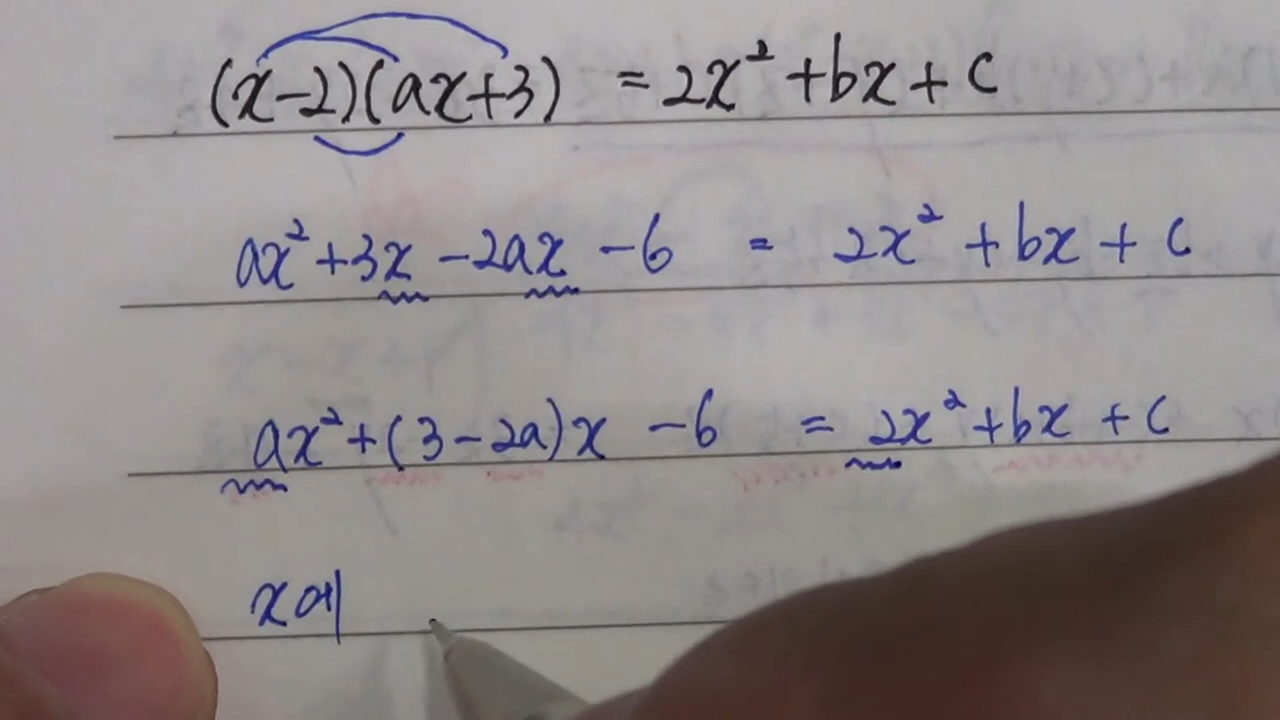 (x-2)(ax+3) = 2x² + bx + c
ax² + 3x - 2ax - 6 = 2x² + bx + c
ax² + (3 - 2a)x - 6 = 2x² + bx + c
x에